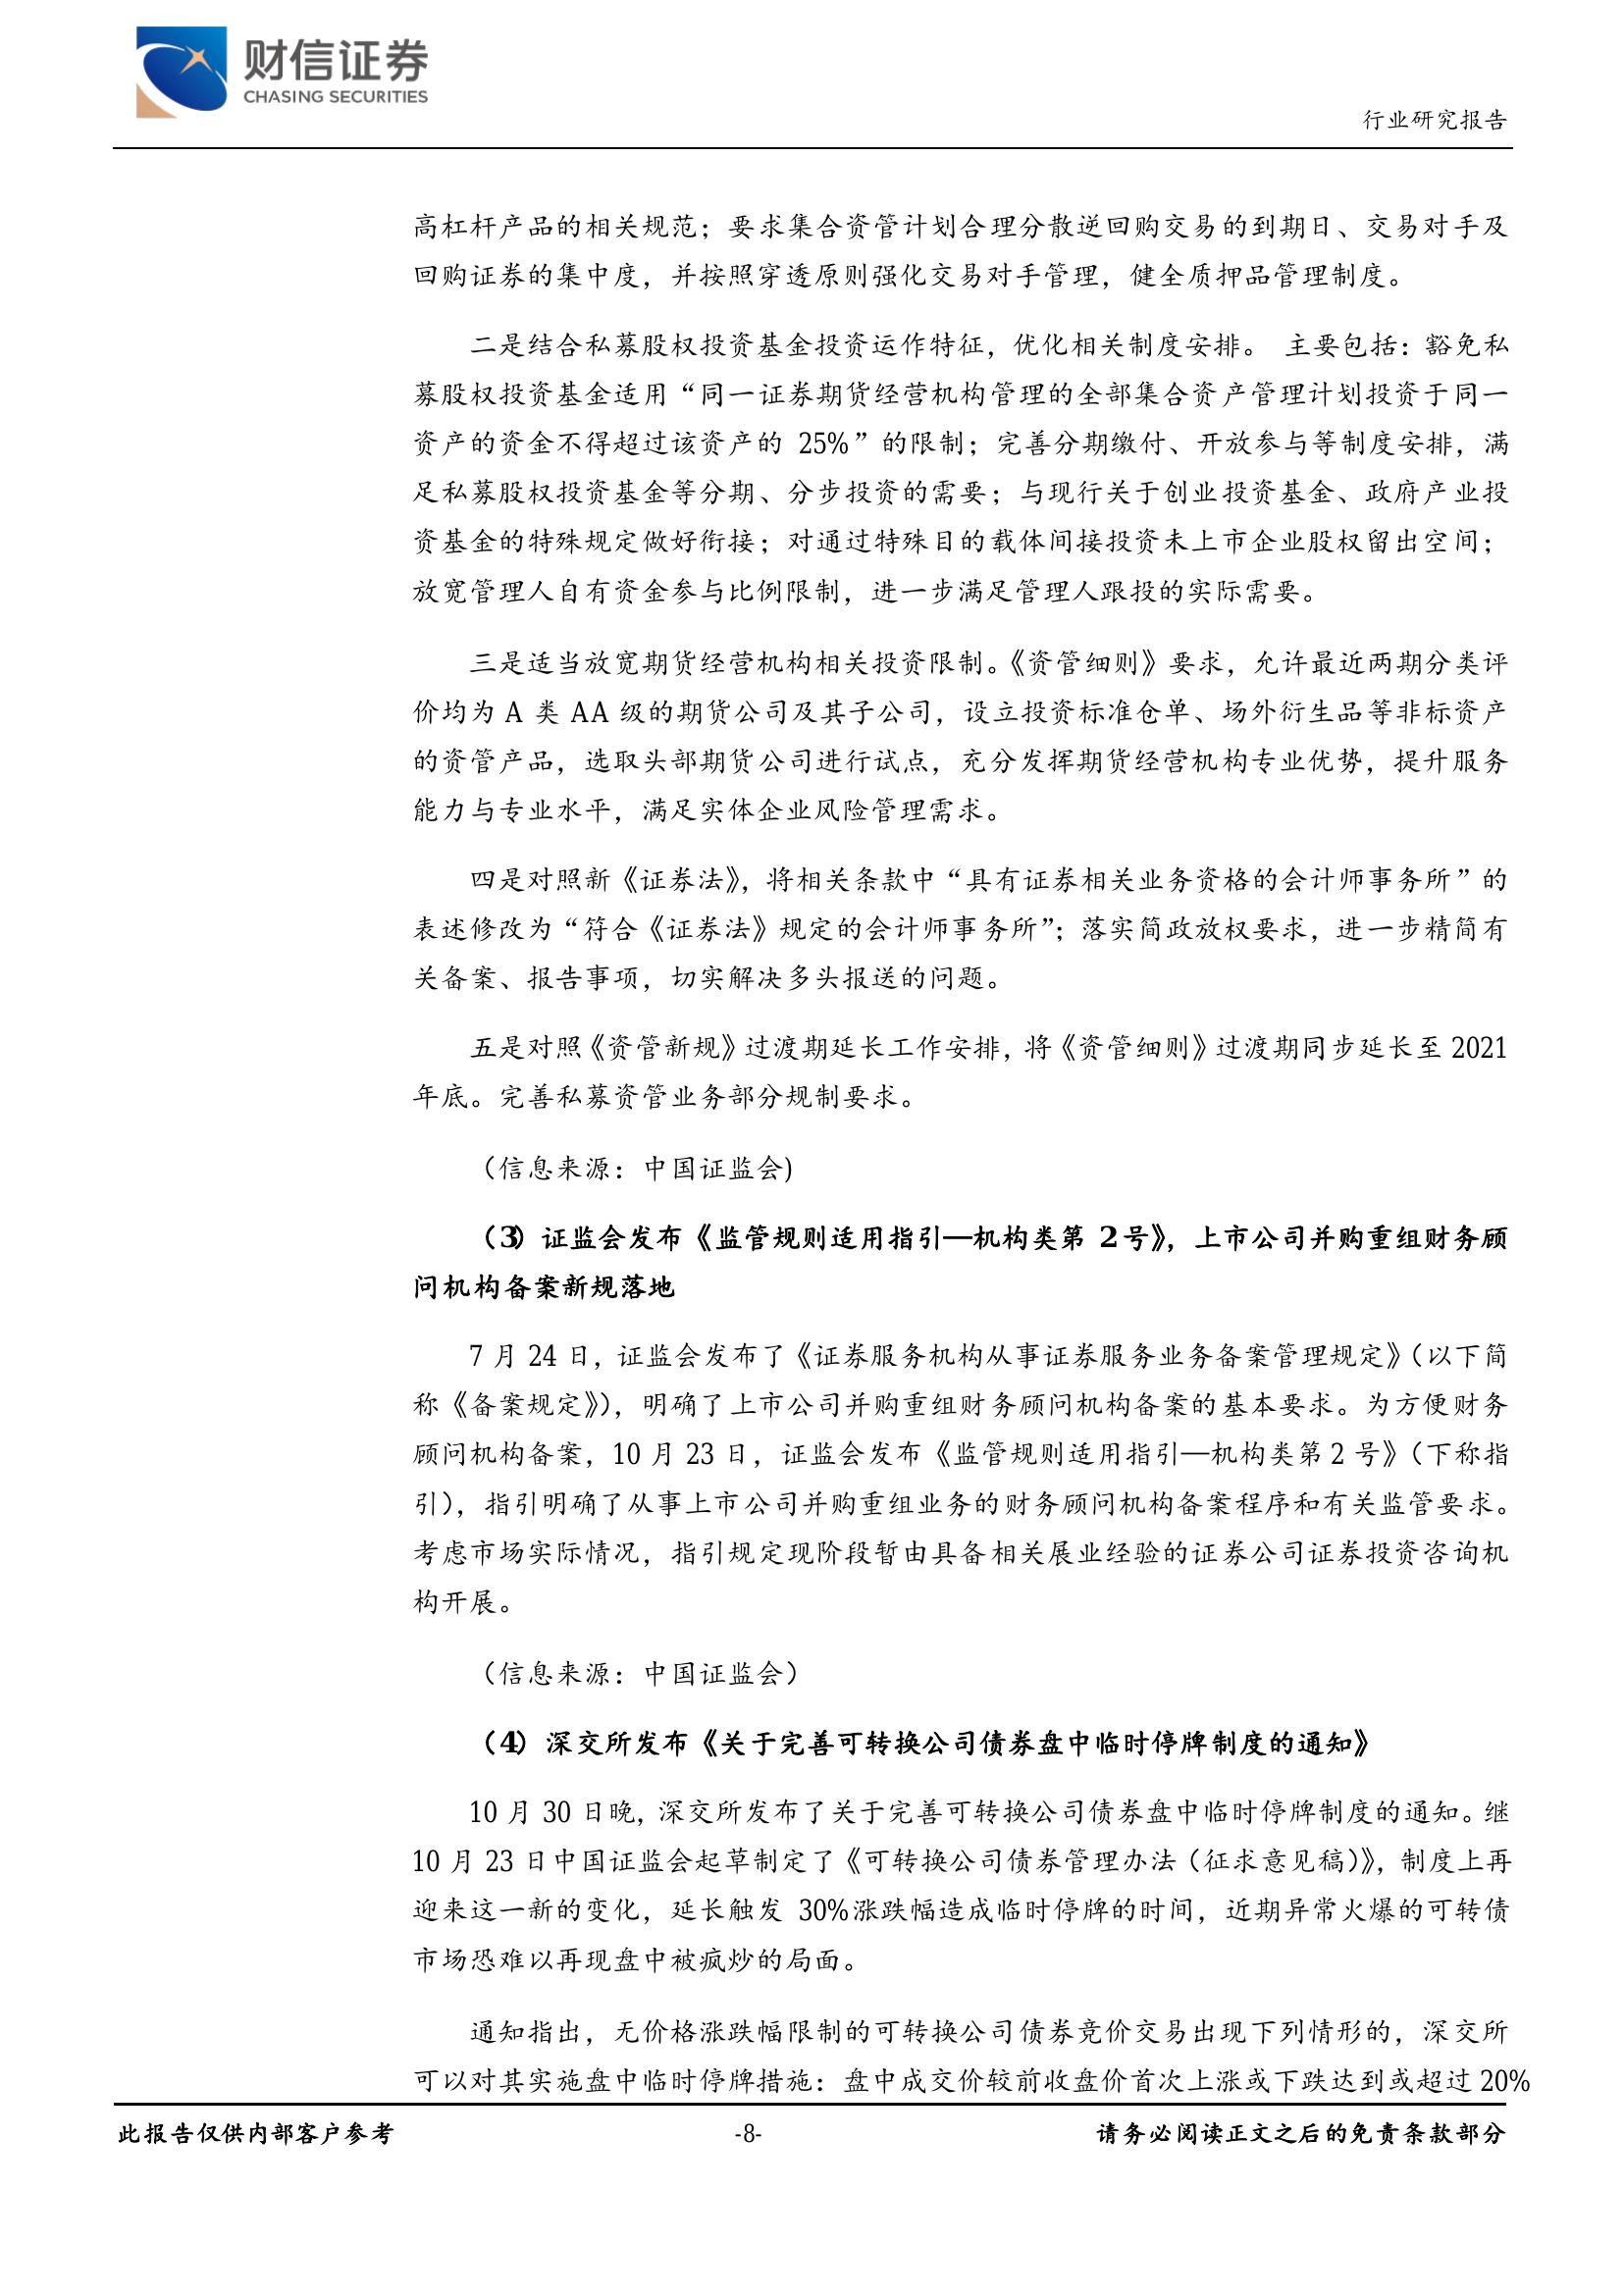 财信证券
CHASING SECURITIES
行业研究报告
高杠杆产品的相关规范；要求集合资管计划合理分散逆回购交易的到期日、交易对手及
回购证券的集中度，并按照穿透原则强化交易对手管理，健全质押品管理制度。
二是结合私募股权投资基金投资运作特征，优化相关制度安排。 主要包括：豁免私
募股权投资基金适用“同一证券期货经营机构管理的全部集合资产管理计划投资于同一
资产的资金不得超过该资产的 25%”的限制；完善分期缴付、开放参与等制度安排，满
足私募股权投资基金等分期、分步投资的需要；与现行关于创业投资基金、政府产业投
资基金的特殊规定做好衔接；对通过特殊目的载体间接投资未上市企业股权留出空间；
放宽管理人自有资金参与比例限制，进一步满足管理人跟投的实际需要。
三是适当放宽期货经营机构相关投资限制。《资管细则》要求，允许最近两期分类评
价均为 A 类 AA 级的期货公司及其子公司，设立投资标准仓单、场外衍生品等非标资产
的资管产品，选取头部期货公司进行试点，充分发挥期货经营机构专业优势，提升服务
能力与专业水平，满足实体企业风险管理需求。
四是对照新《证券法》，将相关条款中“具有证券相关业务资格的会计师事务所”的
表述修改为“符合《证券法》规定的会计师事务所”；落实简政放权要求，进一步精简有
关备案、报告事项，切实解决多头报送的问题。
五是对照《资管新规》过渡期延长工作安排，将《资管细则》过渡期同步延长至 2021
年底。完善私募资管业务部分规制要求。
（信息来源：中国证监会)
（3）证监会发布《监管规则适用指引—机构类第 2 号》，上市公司并购重组财务顾
问机构备案新规落地
7 月 24 日，证监会发布了《证券服务机构从事证券服务业务备案管理规定》（以下简
称《备案规定》），明确了上市公司并购重组财务顾问机构备案的基本要求。为方便财务
顾问机构备案，10 月 23 日，证监会发布《监管规则适用指引—机构类第 2 号》（下称指
引），指引明确了从事上市公司并购重组业务的财务顾问机构备案程序和有关监管要求。
考虑市场实际情况，指引规定现阶段暂由具备相关展业经验的证券公司证券投资咨询机
构开展。
（信息来源：中国证监会）
（4）深交所发布《关于完善可转换公司债券盘中临时停牌制度的通知》
10 月 30 日晚，深交所发布了关于完善可转换公司债券盘中临时停牌制度的通知。继
10 月 23 日中国证监会起草制定了《可转换公司债券管理办法（征求意见稿）》，制度上再
迎来这一新的变化，延长触发 30%涨跌幅造成临时停牌的时间，近期异常火爆的可转债
市场恐难以再现盘中被疯炒的局面。
通知指出，无价格涨跌幅限制的可转换公司债券竞价交易出现下列情形的，深交所
可以对其实施盘中临时停牌措施：盘中成交价较前收盘价首次上涨或下跌达到或超过 20%
此报告仅供内部客户参考
-8-
请务必阅读正文之后的免责条款部分